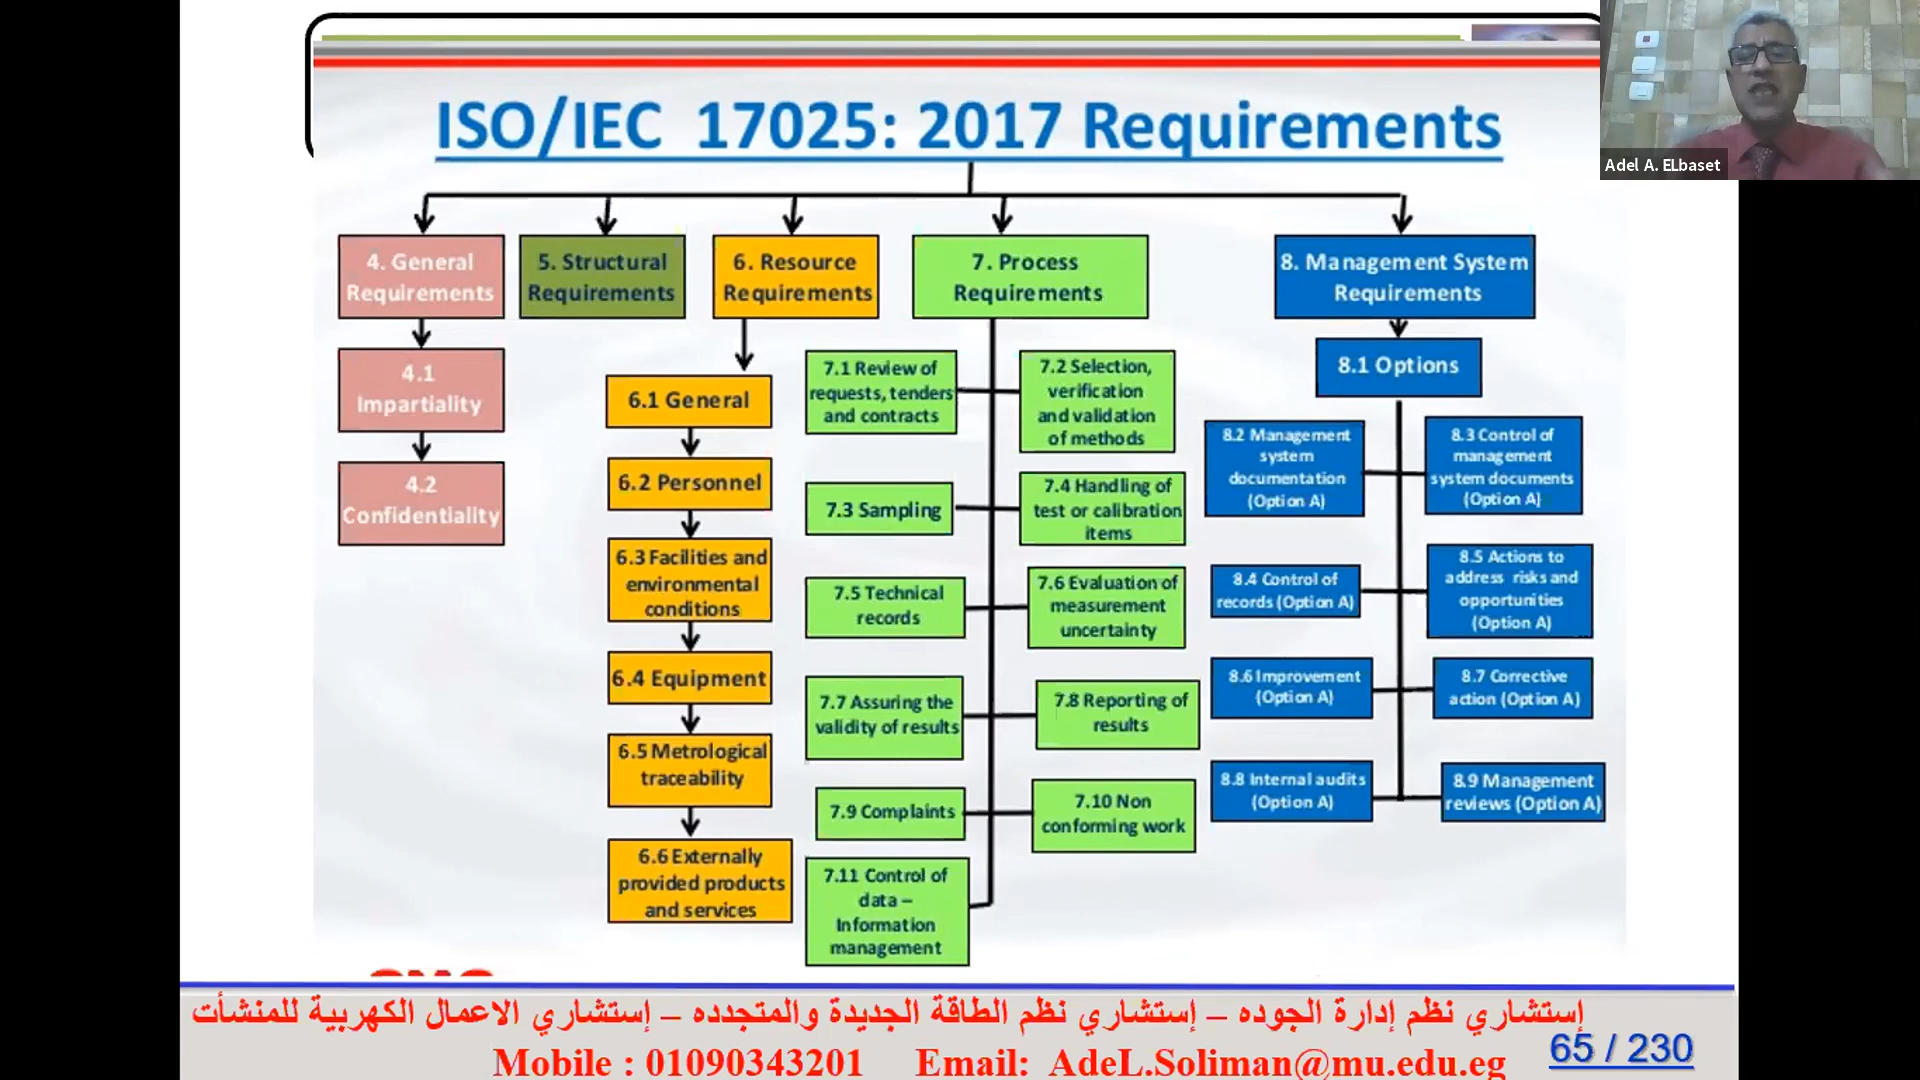 ISO/IEC 17025: 2017 Requirements
Adel A. ELbaset
4. General
Requirements
4.1
Impartiality
4.2
Confidentiality
5. Structural
Requirements
6. Resource
Requirements
6.1 General
6.2 Personnel
6.3 Facilities and
environmental
conditions
6.4 Equipment
6.5 Metrological
traceability
6.6 Externally
provided products
and services
7. Process
Requirements
7.1 Review of
requests, tenders
and contracts
7.2 Selection,
verification
and validation
of methods
7.3 Sampling
7.4 Handling of
test or calibration
items
7.5 Technical
records
7.6 Evaluation of
measurement
uncertainty
7.7 Assuring the
validity of results
7.8 Reporting of
results
7.9 Complaints
7.10 Non
conforming work
7.11 Control of
data –
Information
management
8. Management System
Requirements
8.1 Options
8.2 Management
system
documentation
(Option A)
8.3 Control of
management
system documents
(Option A)
8.4 Control of
records (Option A)
8.5 Actions to
address risks and
opportunities
(Option A)
8.6 Improvement
(Option A)
8.7 Corrective
action (Option A)
8.8 Internal audits
(Option A)
8.9 Management
reviews (Option A)
إستشاري نظم إدارة الجوده – إستشاري نظم الطاقة الجديدة والمتجدده – إستشاري الاعمال الكهربية للمنشأت
Mobile : 01090343201 Email: AdeL.Soliman@mu.edu.eg
65 / 230